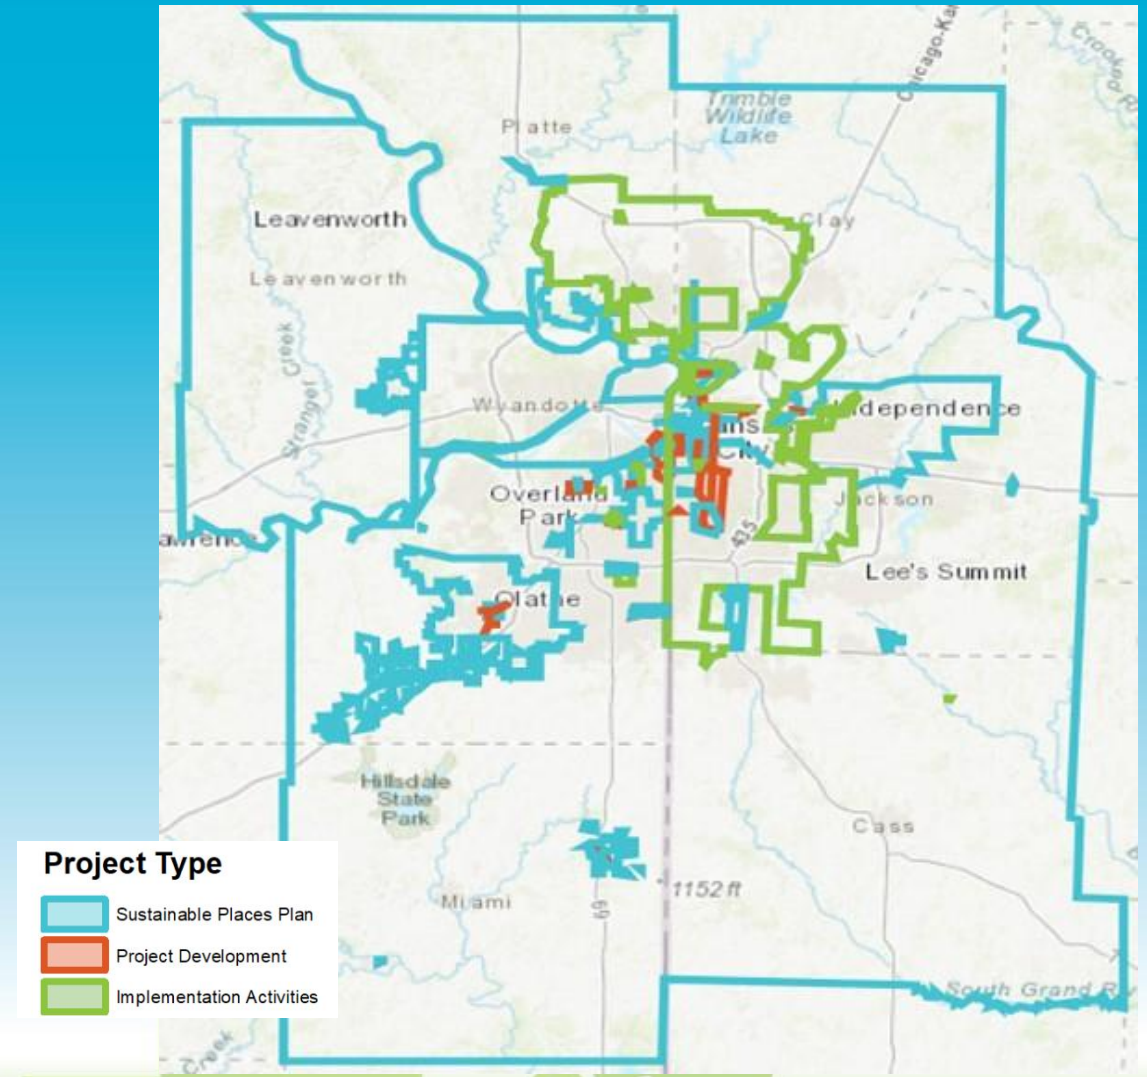 Chicago-Ka
Crooke
R
Trimble
Wildlife
Lake
Platte
Leavenworth
Clay
Leavenworth
Creek
Stranger
Wyandotte
Independence
City
Overland
Park
Jackson
435
awrence
Lee's Summit
Olathe
Hillsdale
State
Park
Cass
1152 ft
Miami
69
South Grand R
Creek
Project Type
Sustainable Places Plan
Project Development
Implementation Activities